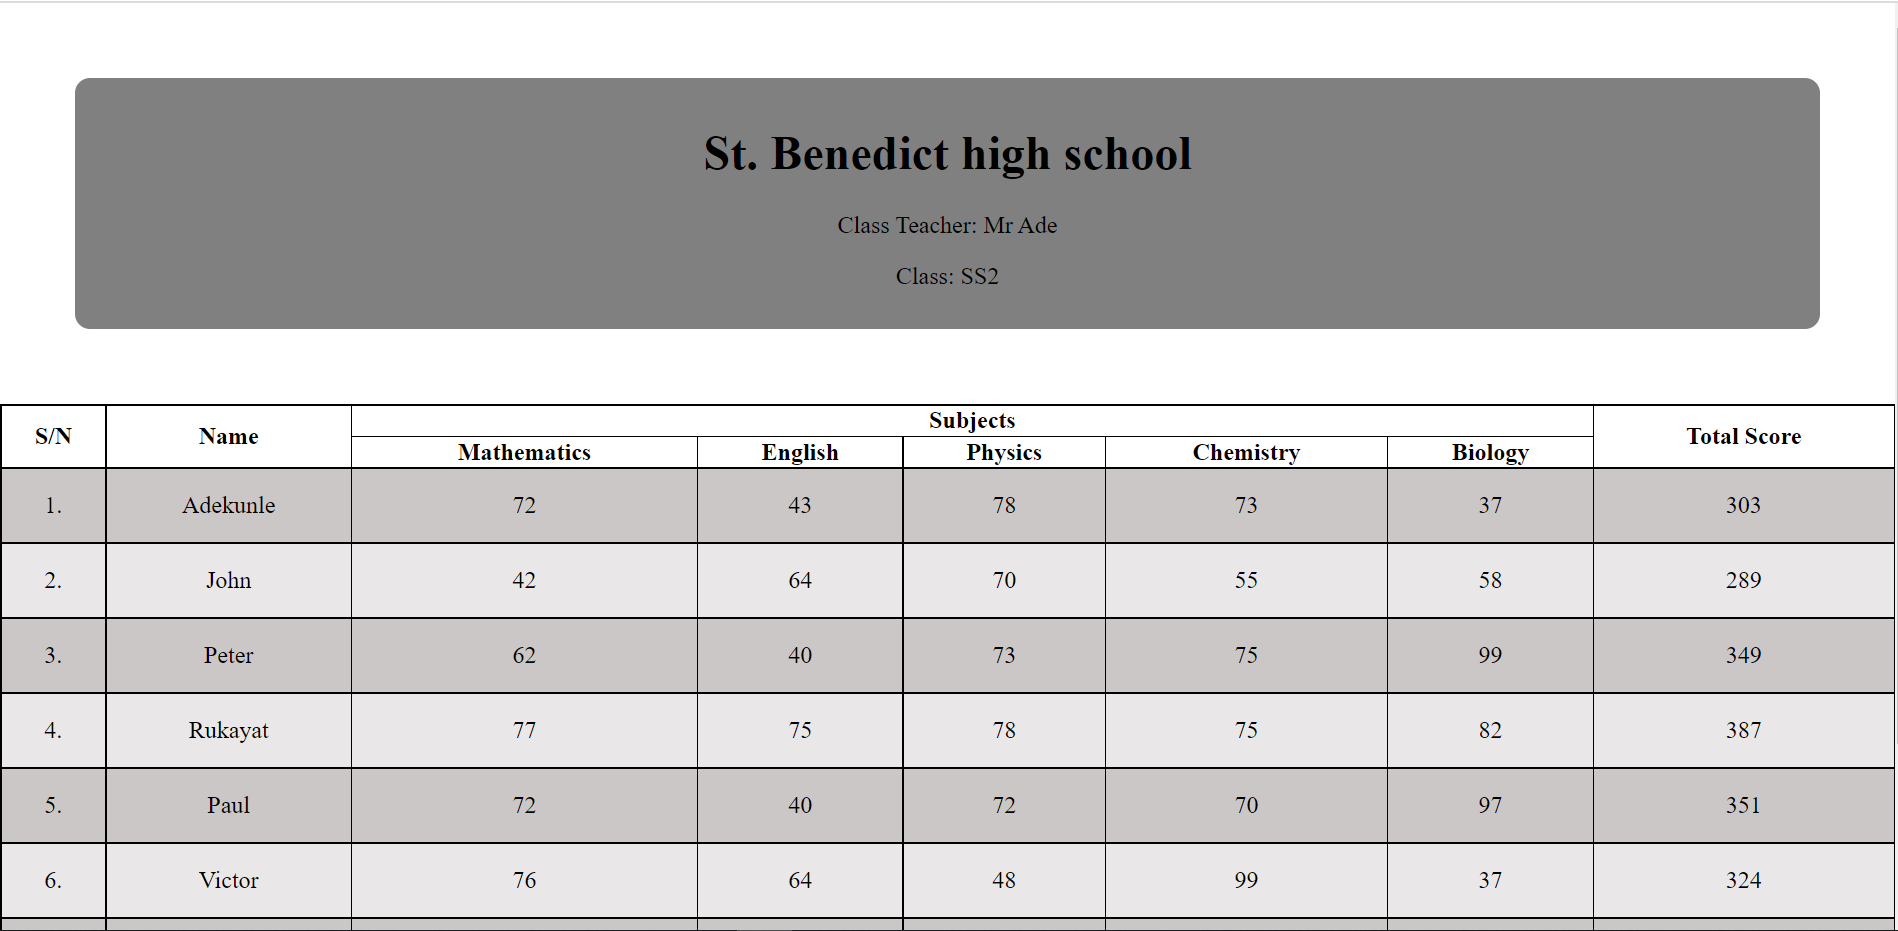 St. Benedict high school
Class Teacher: Mr Ade
Class: SS2
S/N Name Subjects Total Score
Mathematics English Physics Chemistry Biology
1. Adekunle 72 43 78 73 37 303
2. John 42 64 70 55 58 289
3. Peter 62 40 73 75 99 349
4. Rukayat 77 75 78 75 82 387
5. Paul 72 40 72 70 97 351
6. Victor 76 64 48 99 37 324